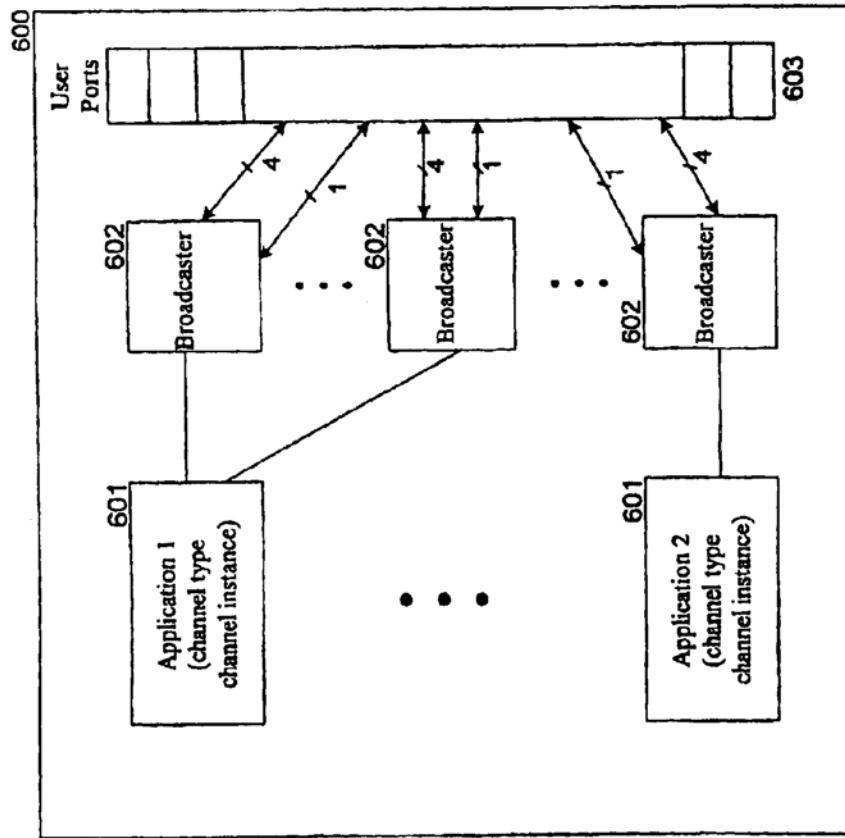 600
User
Ports
603
4
1
4
1
1
4
602
Broadcaster
602
Broadcaster
602
Broadcaster
601
Application 1
(channel type
channel instance)
601
Application 2
(channel type
channel instance)